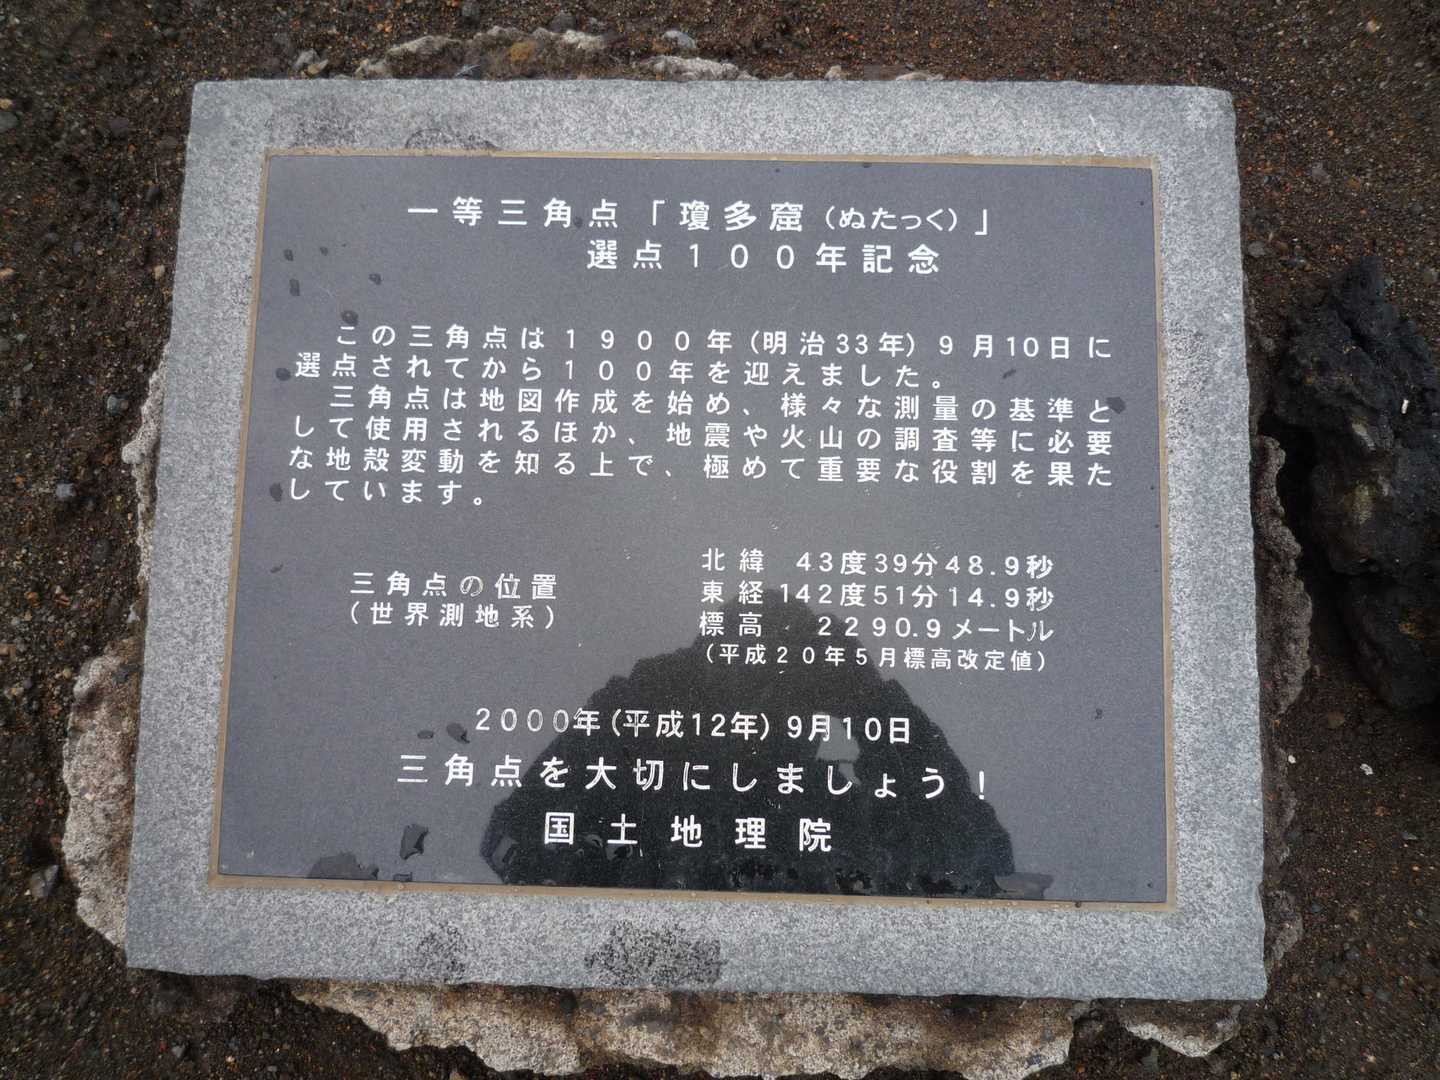 一等三角点「瓊多窟（ぬたっく）」
選点１００年記念
この三角点は１９００年（明治33年）９月10日に
選点されてから１００年を迎えました。
三角点は地図作成を始め、様々な測量の基準と
して使用されるほか、地震や火山の調査等に必要
な地殻変動を知る上で、極めて重要な役割を果た
しています。
三角点の位置
（世界測地系）
北緯 43度39分48.9秒
東経 142度51分14.9秒
標高 2290.9メートル
（平成２０年５月標高改定値）
2000年（平成12年）9月10日
三角点を大切にしましょう！
国土地理院